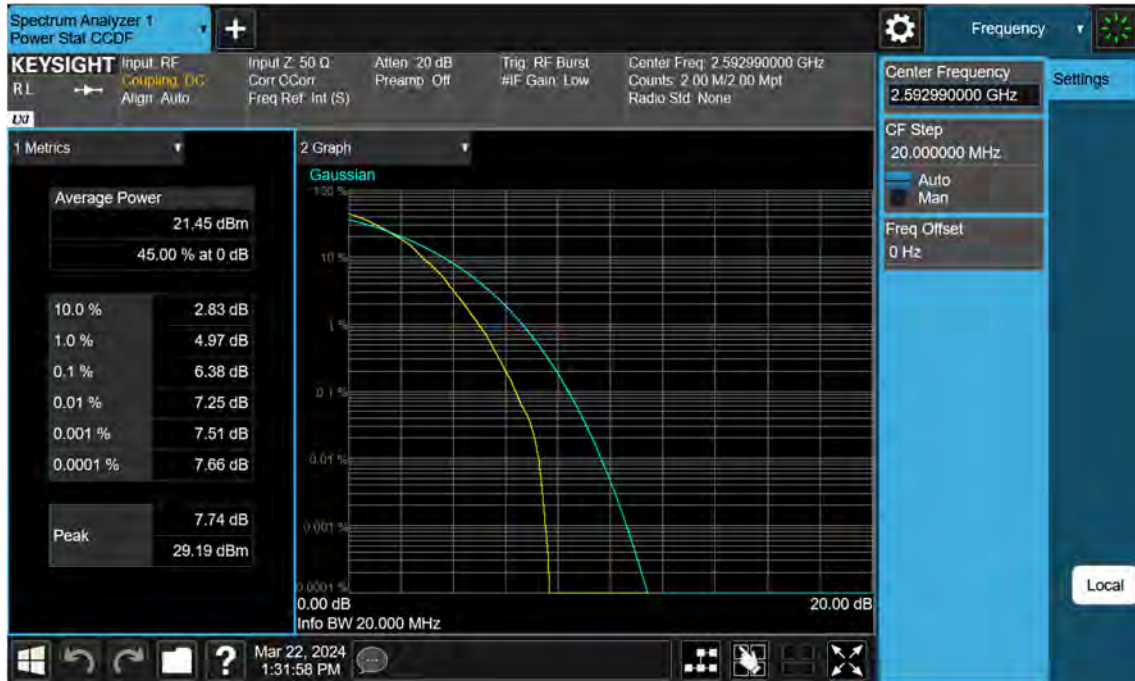 Spectrum Analyzer 1
Power Stat CCDF
Frequency
KEYSIGHT
RL
LXI
Input: RF
Coupling: DC
Align: Auto
Input Z: 50 Ω
Corr CCorr
Freq Ref: Int (S)
Atten: 20 dB
Preamp: Off
Trig: RF Burst
#IF Gain: Low
Center Freq: 2.592990000 GHz
Counts: 2.00 M/2.00 Mpt
Radio Std: None
Center Frequency
2.592990000 GHz
Settings
CF Step
20.000000 MHz
Auto
Man
Freq Offset
0 Hz
1 Metrics
Average Power
21.45 dBm
45.00 % at 0 dB
10.0 % 2.83 dB
1.0 % 4.97 dB
0.1 % 6.38 dB
0.01 % 7.25 dB
0.001 % 7.51 dB
0.0001 % 7.66 dB
Peak
7.74 dB
29.19 dBm
2 Graph
Gaussian
100 %
10 %
1 %
0.1 %
0.01 %
0.001 %
0.0001 %
0.00 dB 20.00 dB
Info BW 20.000 MHz
Local
?
Mar 22, 2024
1:31:58 PM